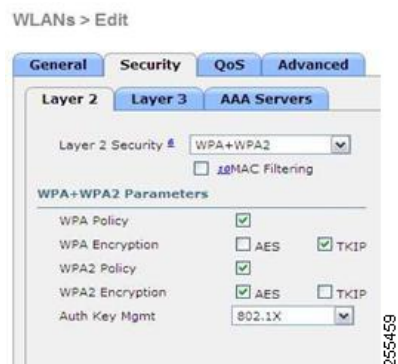 WLANs > Edit
General Security QoS Advanced
Layer 2 Layer 3 AAA Servers
Layer 2 Security 6 WPA+WPA2
10MAC Filtering
WPA+WPA2 Parameters
WPA Policy
WPA Encryption AES TKIP
WPA2 Policy
WPA2 Encryption AES TKIP
Auth Key Mgmt 802.1X
255459